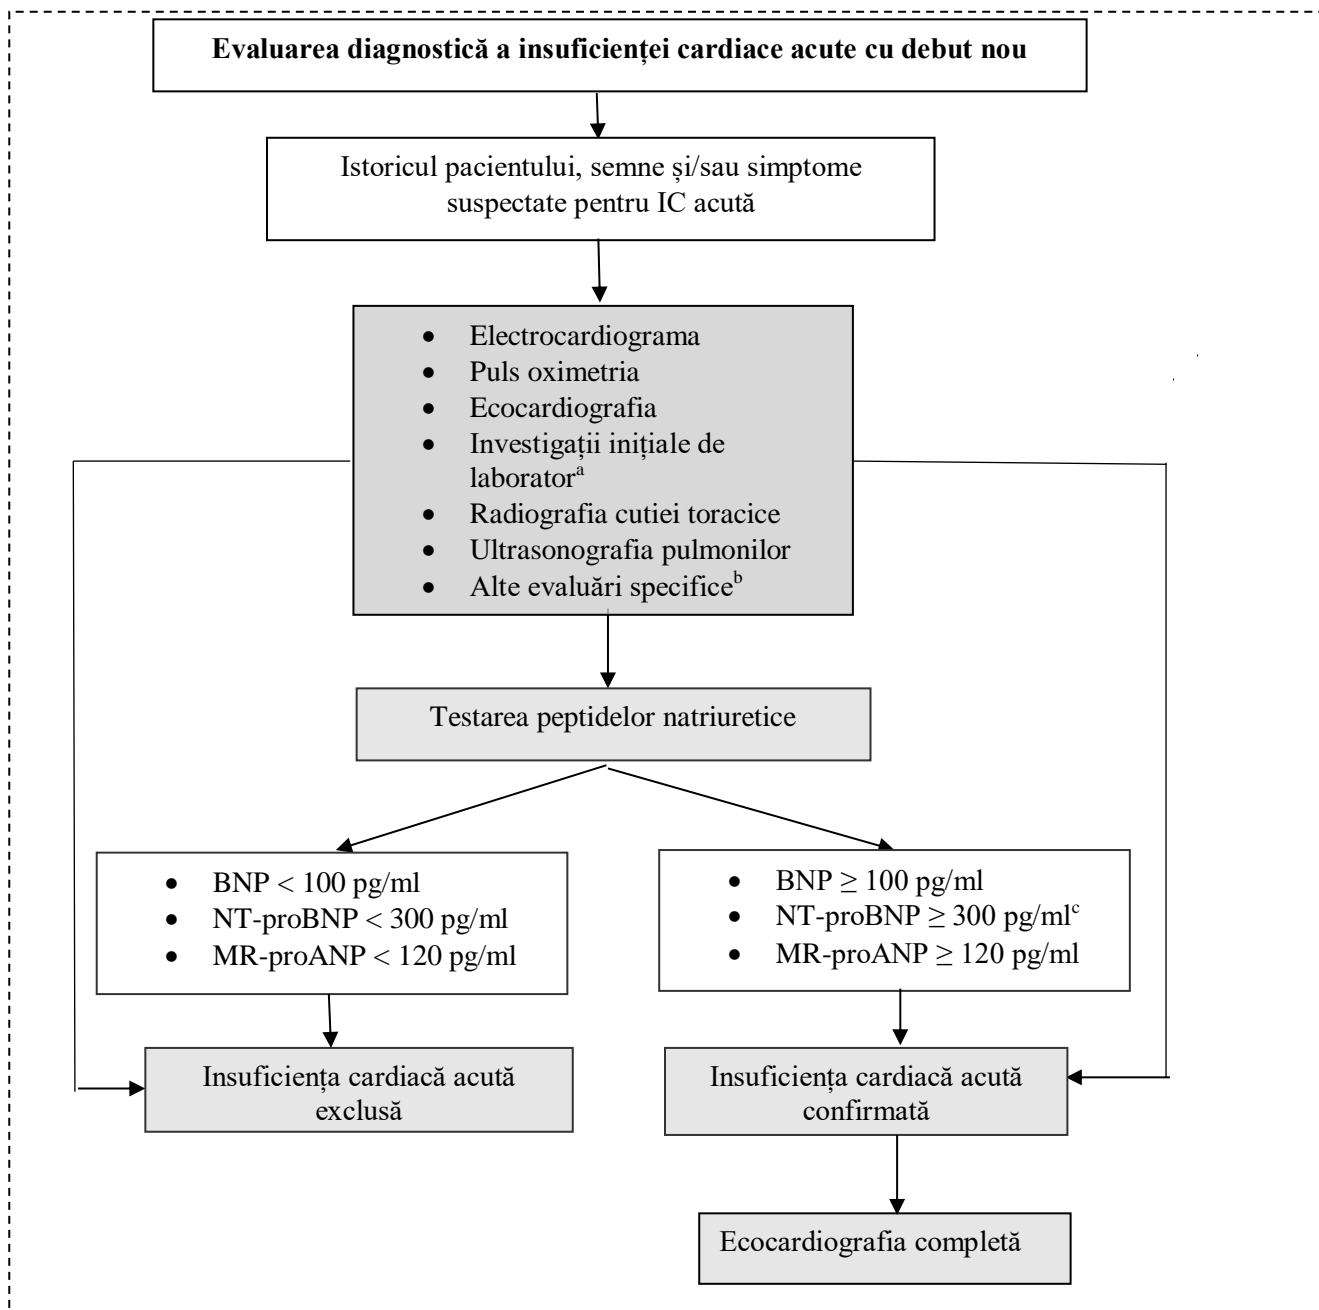 Evaluarea diagnostică a insuficienței cardiace acute cu debut nou
Istoricul pacientului, semne și/sau simptome
suspectate pentru IC acută
• Electrocardiograma
• Puls oximetria
• Ecocardiografia
• Investigații inițiale de
laborator^a
• Radiografia cutiei toracice
• Ultrasonografia pulmonilor
• Alte evaluări specifice^b
Testarea peptidelor natriuretice
• BNP < 100 pg/ml
• NT-proBNP < 300 pg/ml
• MR-proANP < 120 pg/ml
• BNP ≥ 100 pg/ml
• NT-proBNP ≥ 300 pg/ml^c
• MR-proANP ≥ 120 pg/ml
Insuficiența cardiacă acută
exclusă
Insuficiența cardiacă acută
confirmată
Ecocardiografia completă